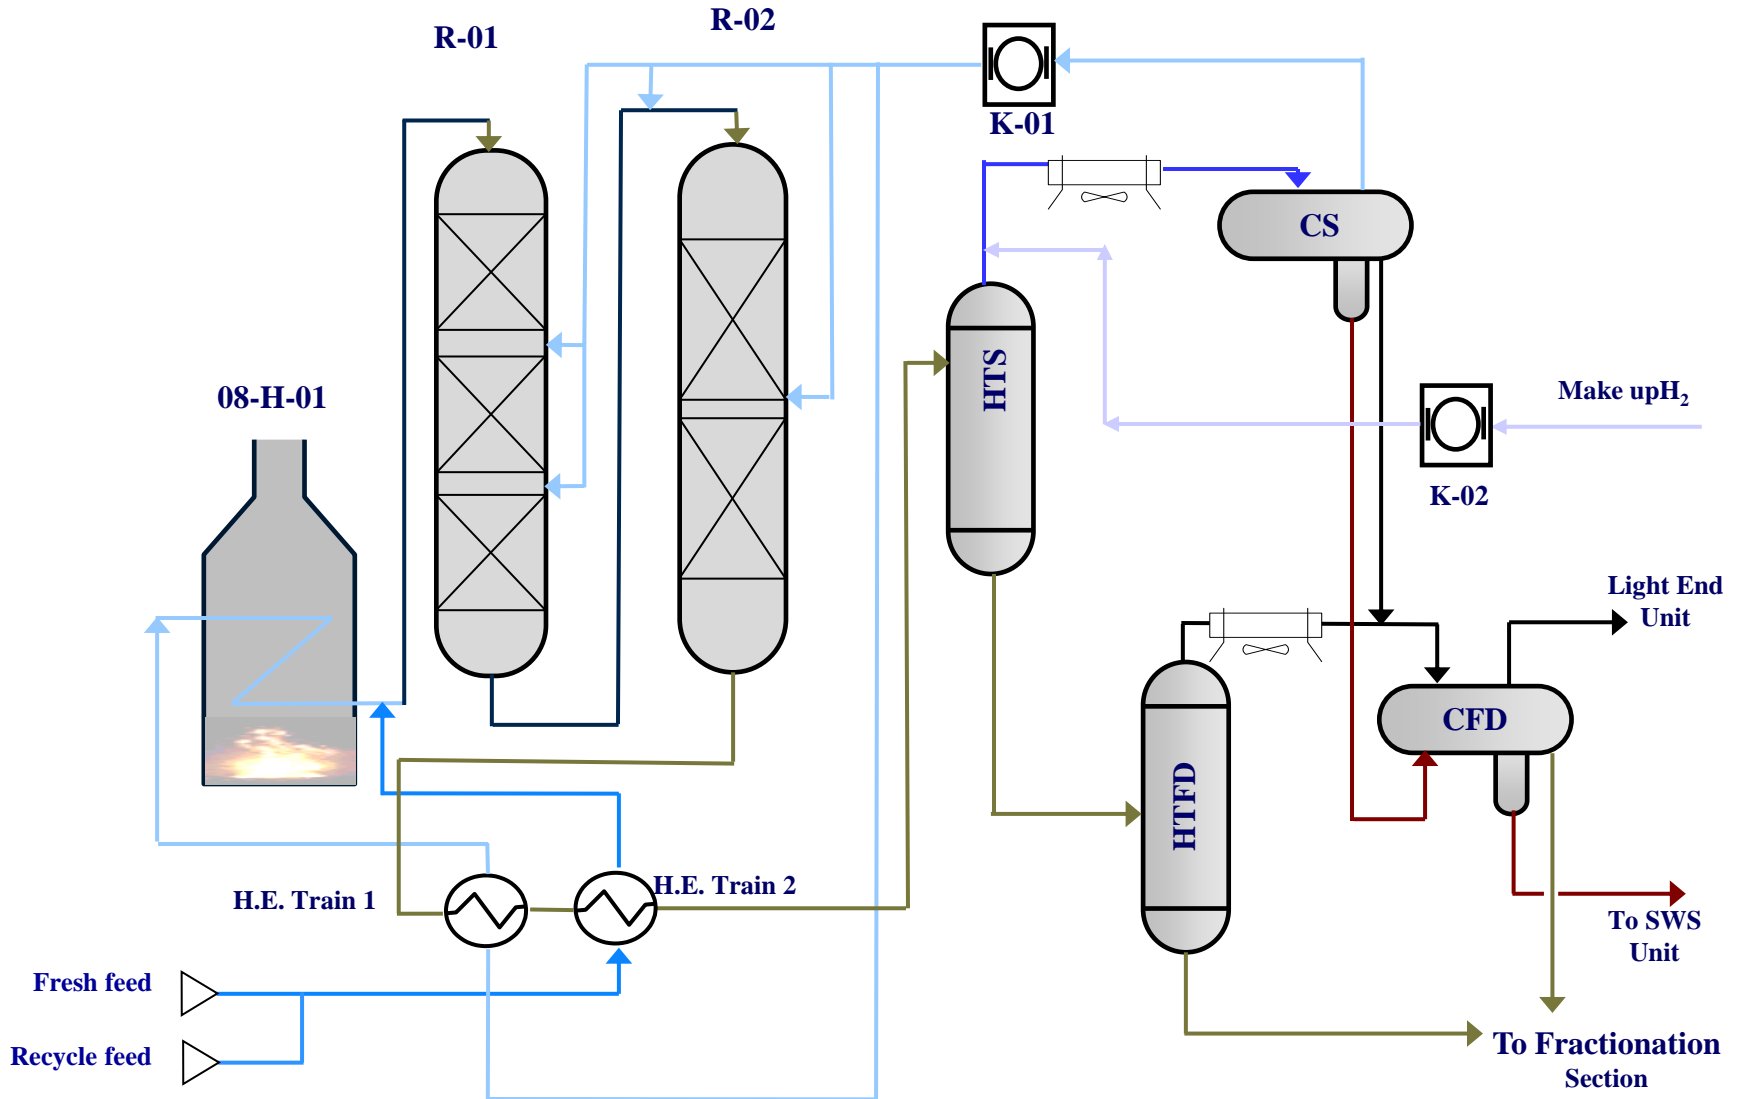 R-01
R-02
K-01
CS
HTS
Make upH₂
08-H-01
K-02
Light End
Unit
CFD
HTFD
H.E. Train 1
H.E. Train 2
To SWS
Unit
Fresh feed
Recycle feed
To Fractionation
Section